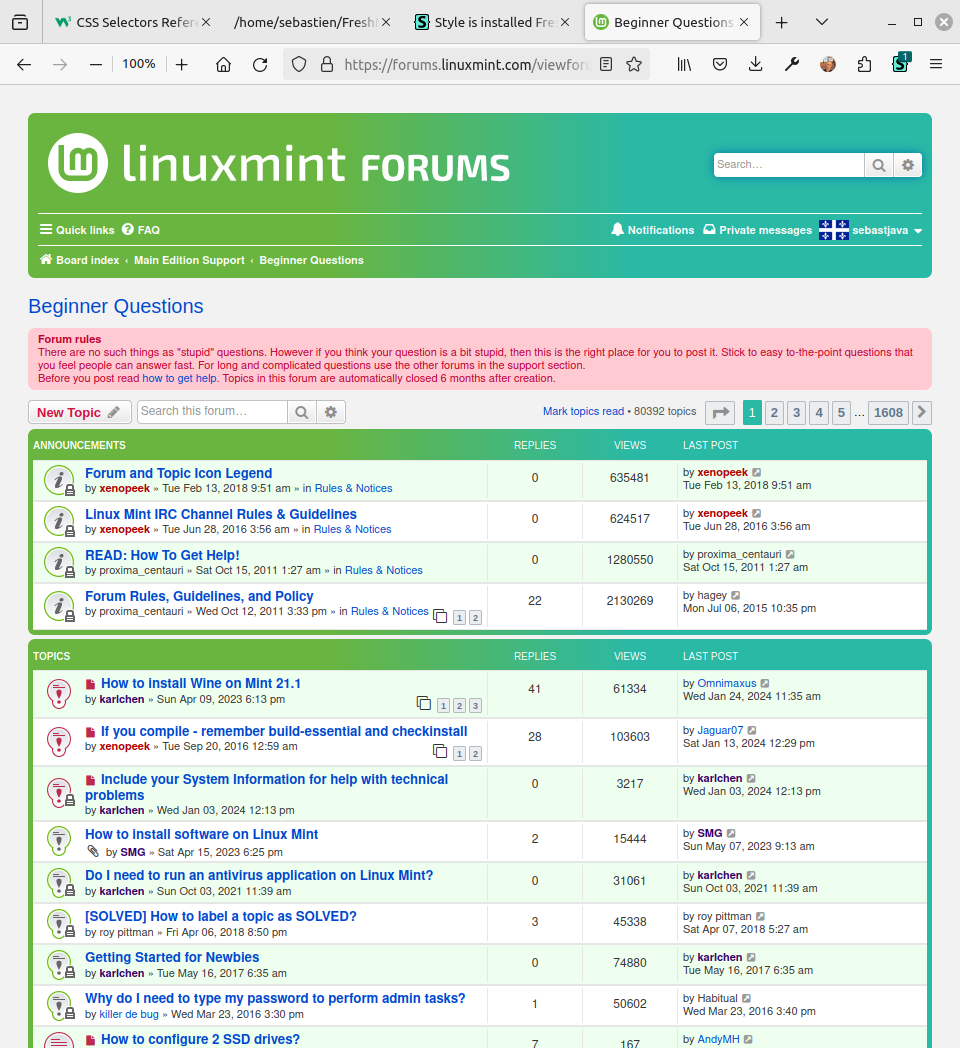 CSS Selectors Refer
/home/sebastien/Fresh
Style is installed Fre
Beginner Questions
100%
https://forums.linuxmint.com/viewforu
1
linuxmint FORUMS
Search…
Quick links
FAQ
Notifications
Private messages
sebastjava
Board index ‹ Main Edition Support ‹ Beginner Questions
Beginner Questions
Forum rules
There are no such things as "stupid" questions. However if you think your question is a bit stupid, then this is the right place for you to post it. Stick to easy to-the-point questions that
you feel people can answer fast. For long and complicated questions use the other forums in the support section.
Before you post read how to get help. Topics in this forum are automatically closed 6 months after creation.
New Topic
Search this forum…
Mark topics read • 80392 topics
1 2 3 4 5 … 1608
ANNOUNCEMENTS REPLIES VIEWS LAST POST
Forum and Topic Icon Legend
by xenopeek » Tue Feb 13, 2018 9:51 am » in Rules & Notices
0
635481
by xenopeek
Tue Feb 13, 2018 9:51 am
Linux Mint IRC Channel Rules & Guidelines
by xenopeek » Tue Jun 28, 2016 3:56 am » in Rules & Notices
0
624517
by xenopeek
Tue Jun 28, 2016 3:56 am
READ: How To Get Help!
by proxima_centauri » Sat Oct 15, 2011 1:27 am » in Rules & Notices
0
1280550
by proxima_centauri
Sat Oct 15, 2011 1:27 am
Forum Rules, Guidelines, and Policy
by proxima_centauri » Wed Oct 12, 2011 3:33 pm » in Rules & Notices
1 2
22
2130269
by hagey
Mon Jul 06, 2015 10:35 pm
TOPICS REPLIES VIEWS LAST POST
How to install Wine on Mint 21.1
by karlchen » Sun Apr 09, 2023 6:13 pm
1 2 3
41
61334
by Omnimaxus
Wed Jan 24, 2024 11:35 am
If you compile - remember build-essential and checkinstall
by xenopeek » Tue Sep 20, 2016 12:59 am
1 2
28
103603
by Jaguar07
Sat Jan 13, 2024 12:29 pm
Include your System Information for help with technical
problems
by karlchen » Wed Jan 03, 2024 12:13 pm
0
3217
by karlchen
Wed Jan 03, 2024 12:13 pm
How to install software on Linux Mint
by SMG » Sat Apr 15, 2023 6:25 pm
2
15444
by SMG
Sun May 07, 2023 9:13 am
Do I need to run an antivirus application on Linux Mint?
by karlchen » Sun Oct 03, 2021 11:39 am
0
31061
by karlchen
Sun Oct 03, 2021 11:39 am
[SOLVED] How to label a topic as SOLVED?
by roy pittman » Fri Apr 06, 2018 8:50 pm
3
45338
by roy pittman
Sat Apr 07, 2018 5:27 am
Getting Started for Newbies
by karlchen » Tue May 16, 2017 6:35 am
0
74880
by karlchen
Tue May 16, 2017 6:35 am
Why do I need to type my password to perform admin tasks?
by killer de bug » Wed Mar 23, 2016 3:30 pm
1
50602
by Habitual
Wed Mar 23, 2016 3:40 pm
How to configure 2 SSD drives?
7
167
by AndyMH